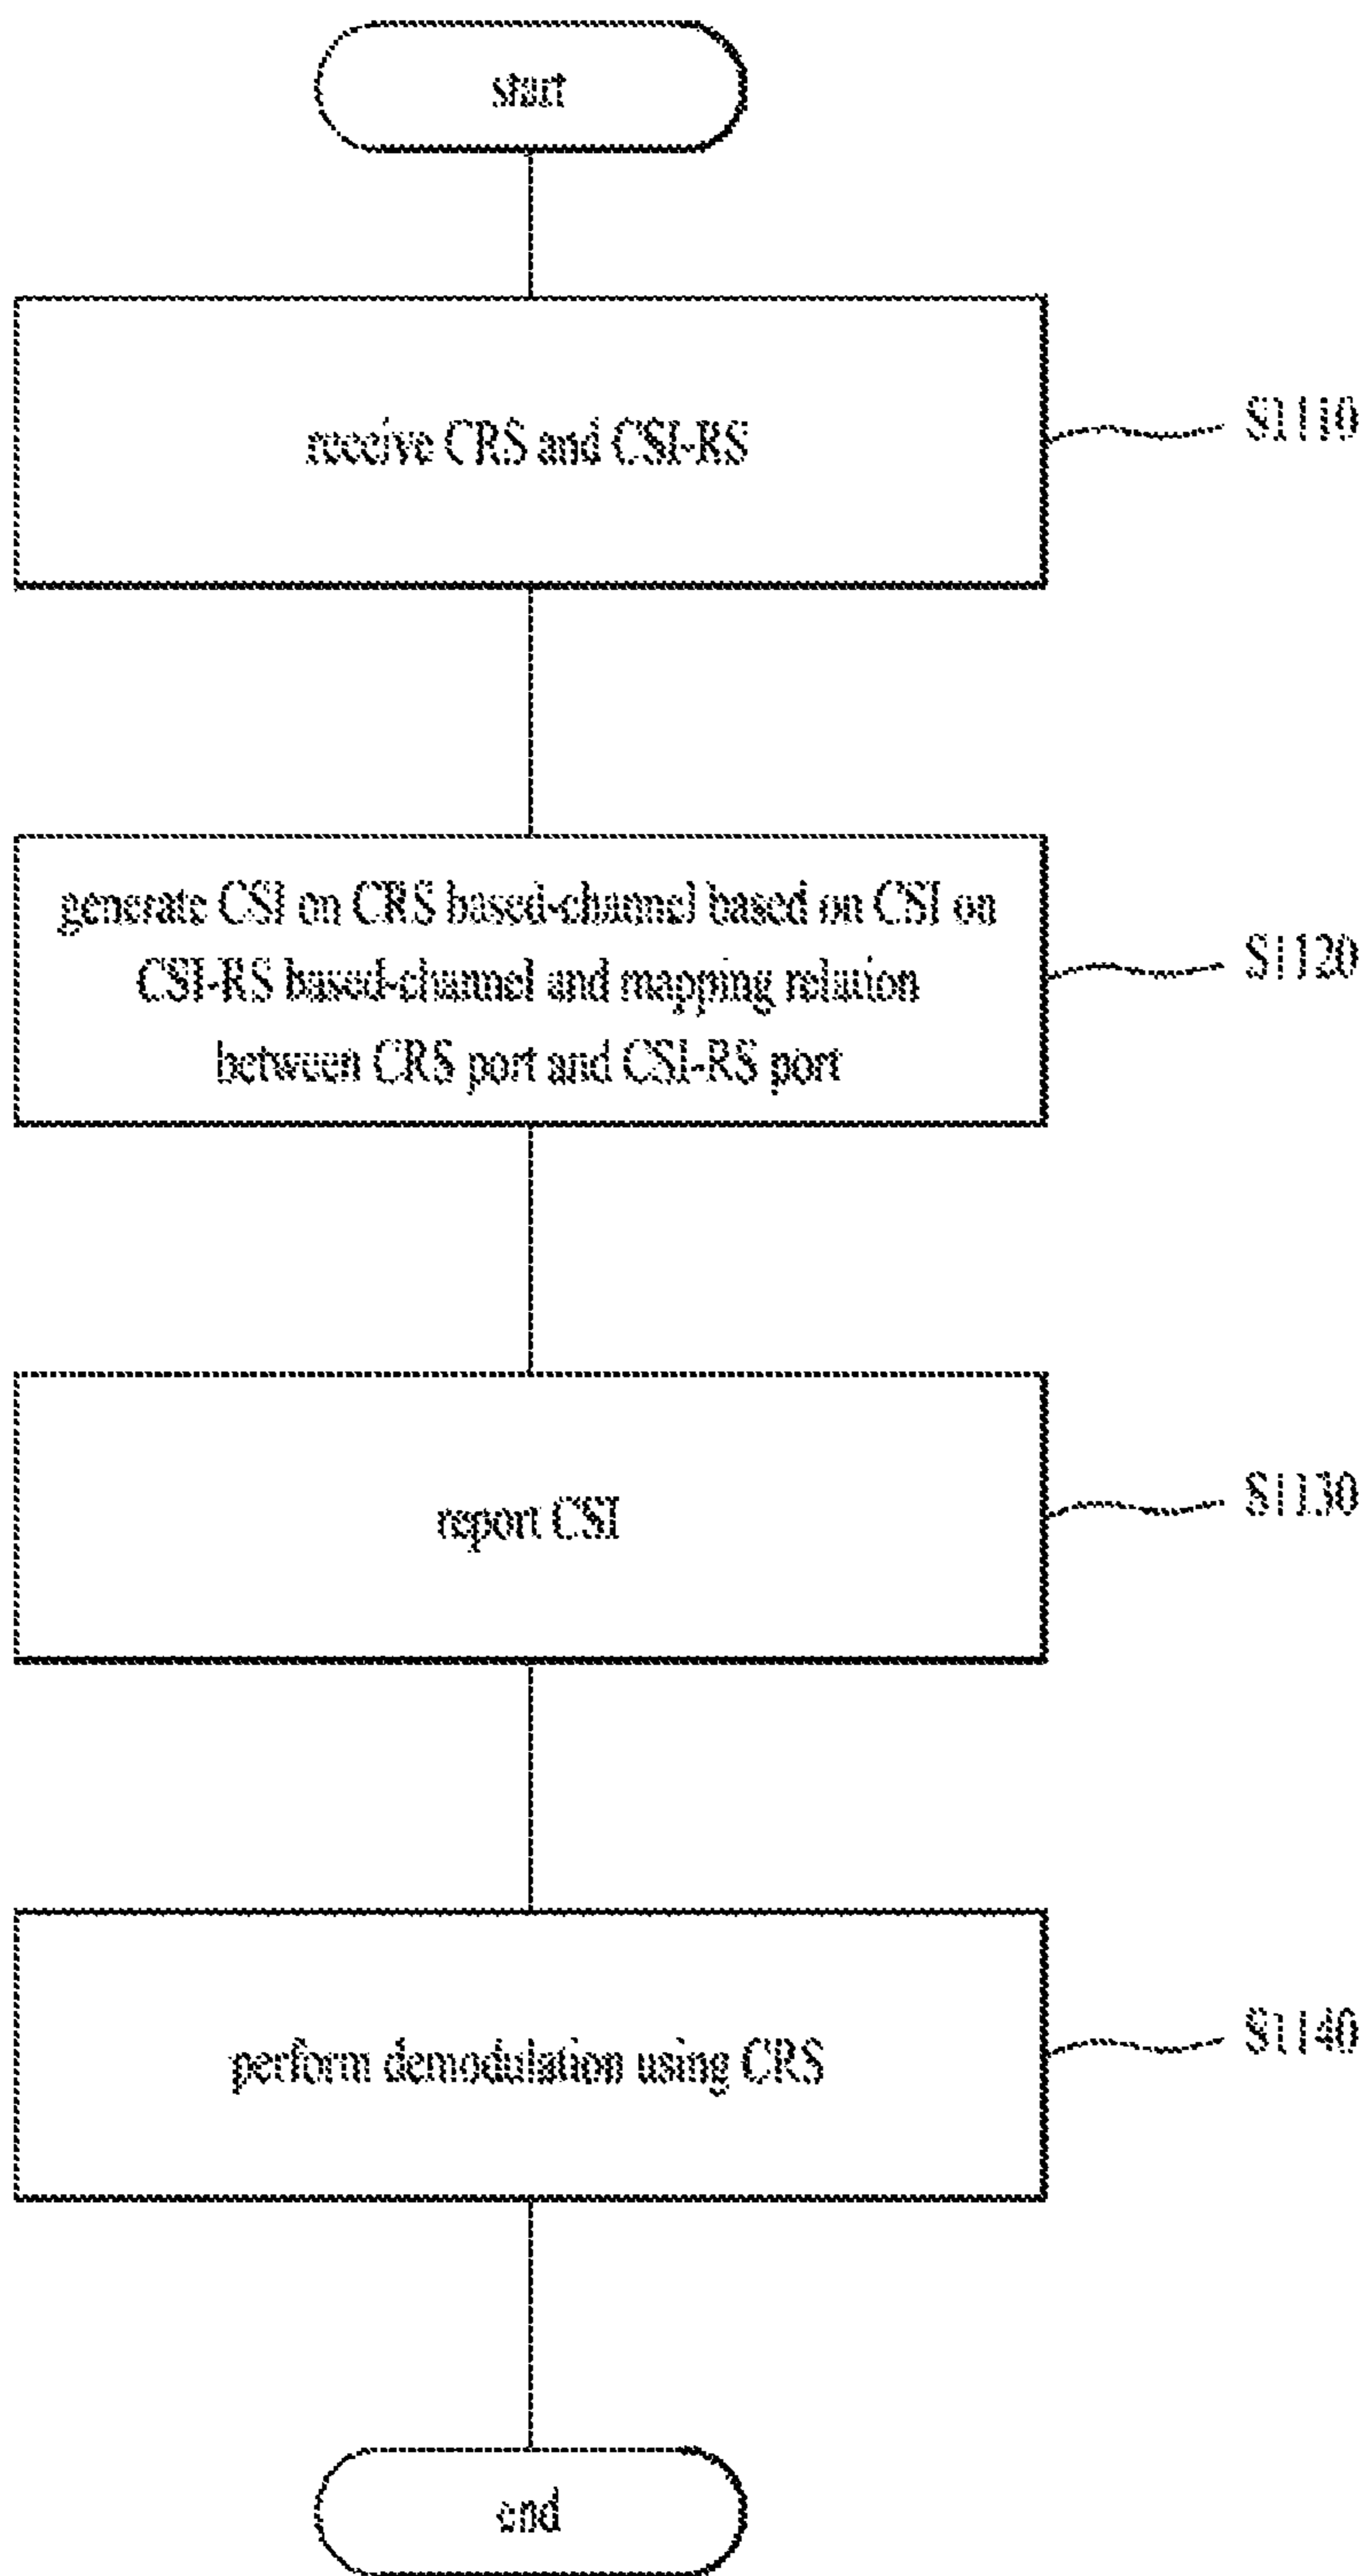 start
receive CRS and CSI-RS
S1110
generate CSI on CRS based-channel based on CSI on
CSI-RS based-channel and mapping relation
between CRS port and CSI-RS port
S1120
report CSI
S1130
perform demodulation using CRS
S1140
end